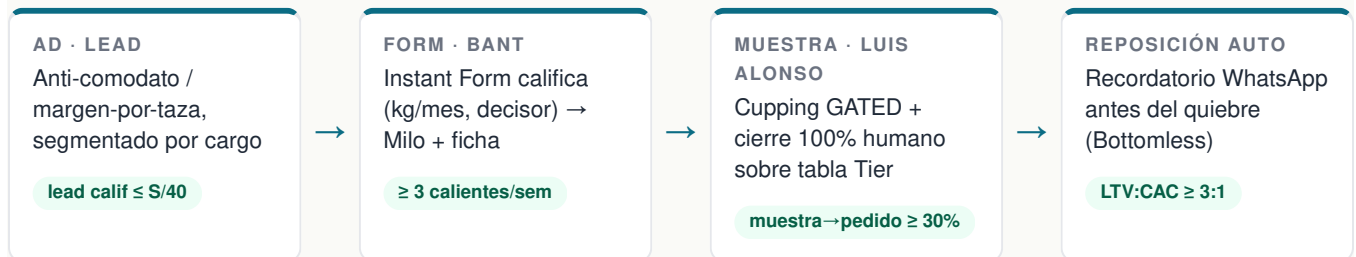 AD · LEAD
Anti-comodato /
margen-por-taza,
segmentado por cargo
lead calif ≤ S/40
→
FORM · BANT
Instant Form califica
(kg/mes, decisor) →
Milo + ficha
≥ 3 calientes/sem
→
MUESTRA · LUIS
ALONSO
Cupping GATED +
cierre 100% humano
sobre tabla Tier
muestra→pedido ≥ 30%
→
REPOSICIÓN AUTO
Recordatorio WhatsApp
antes del quiebre
(Bottomless)
LTV:CAC ≥ 3:1